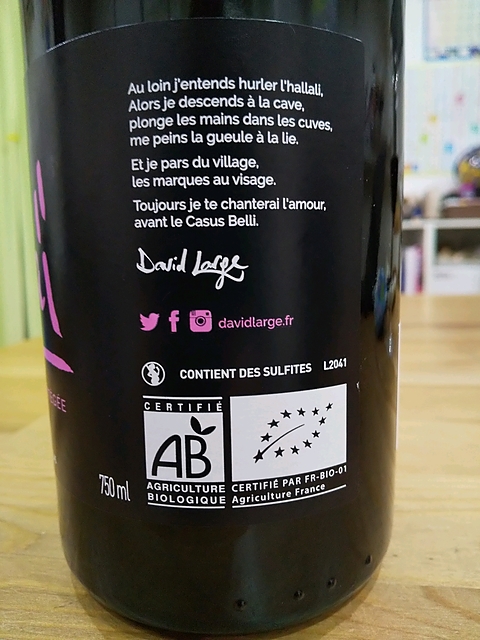 Au loin j'entends hurler l'hallali,
Alors je descends à la cave,
plonge les mains dans les cuves,
me peins la gueule à la lie.
Et je pars du village,
les marques au visage.
Toujours je te chanterai l'amour,
avant le Casus Belli.
David Large
davidlarge.fr
CONTIENT DES SULFITES L2041
CERTIFIÉ
AB
AGRICULTURE
BIOLOGIQUE
CERTIFIÉ PAR FR-BIO-01
Agriculture France
750 ml